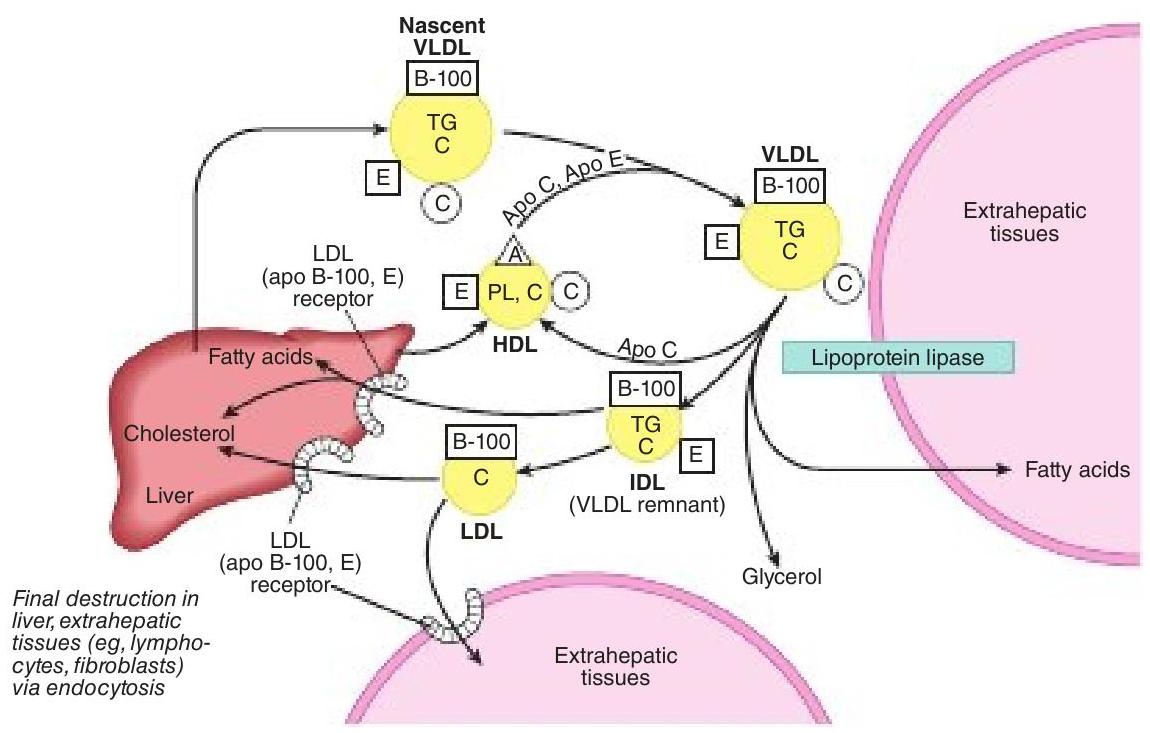 Nascent
VLDL
B-100
TG
C
E
C
Apo C, Apo E
VLDL
B-100
TG
C
E
C
Extrahepatic
tissues
LDL
(apo B-100, E)
receptor
A
E
PL, C
C
HDL
Apo C
Lipoprotein lipase
Fatty acids
Cholesterol
Liver
B-100
TG
C
E
IDL
(VLDL remnant)
B-100
C
LDL
Fatty acids
Glycerol
LDL
(apo B-100, E)
receptor
Final destruction in
liver, extrahepatic
tissues (eg, lympho-
cytes, fibroblasts)
via endocytosis
Extrahepatic
tissues